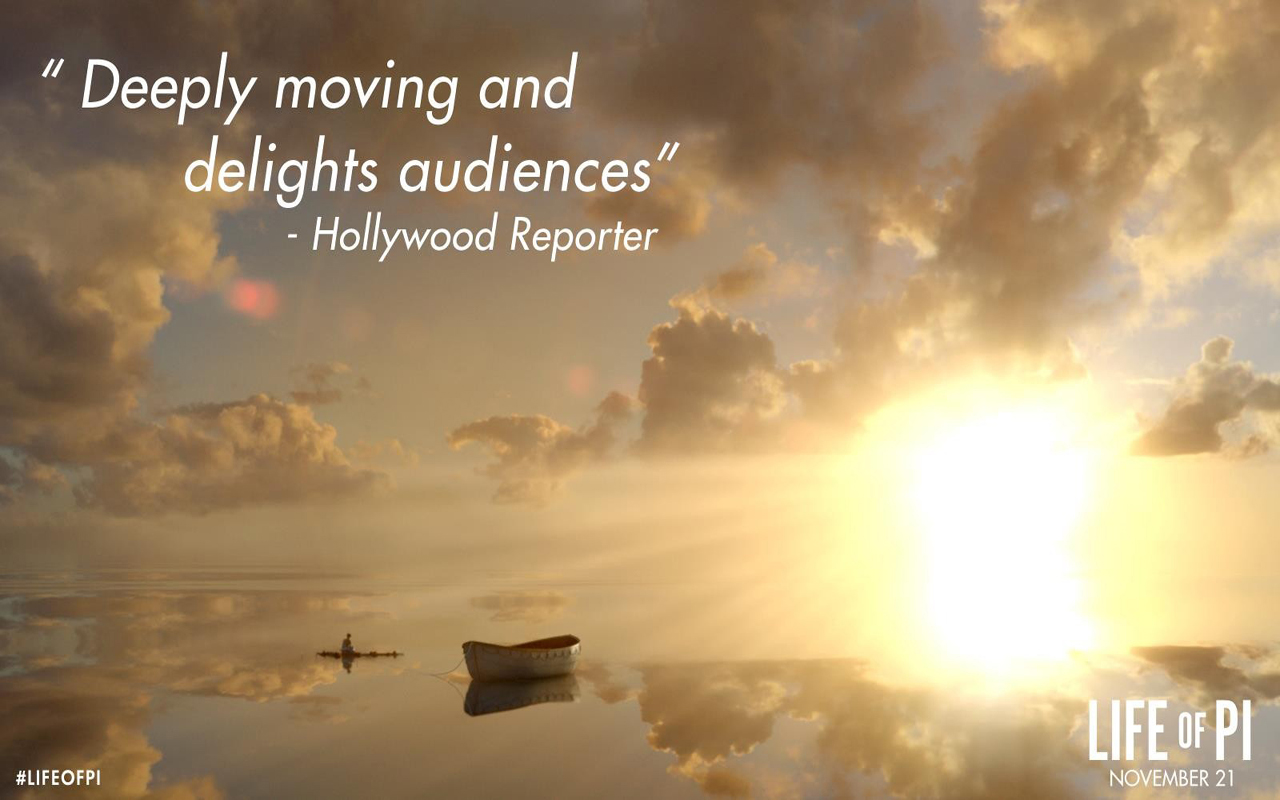 “ Deeply moving and
delights audiences”
- Hollywood Reporter
LIFE OF PI
NOVEMBER 21
#LIFEOFPI